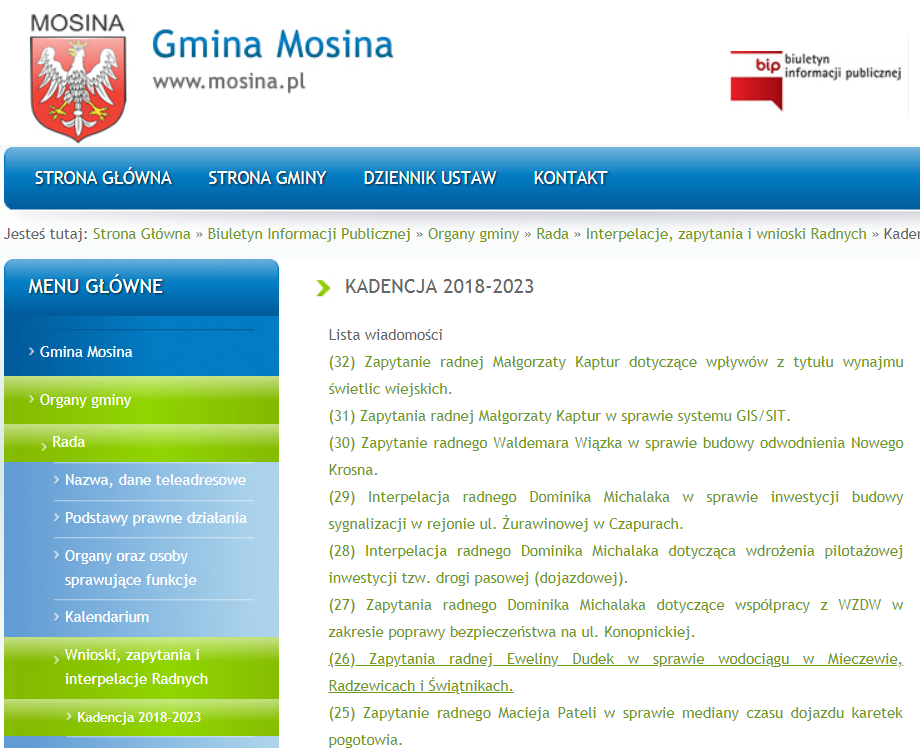 MOSINA
Gmina Mosina
www.mosina.pl
bip biuletyn
informacji publicznej
STRONA GŁÓWNA STRONA GMINY DZIENNIK USTAW KONTAKT
Jesteś tutaj: Strona Główna » Biuletyn Informacji Publicznej » Organy gminy » Rada » Interpelacje, zapytania i wnioski Radnych » Kaden
MENU GŁÓWNE
› Gmina Mosina
› Organy gminy
› Rada
› Nazwa, dane teleadresowe
› Podstawy prawne działania
› Organy oraz osoby
sprawujące funkcje
› Kalendarium
› Wnioski, zapytania i
interpelacje Radnych
› Kadencja 2018-2023
KADENCJA 2018-2023
Lista wiadomości
(32) Zapytanie radnej Małgorzaty Kaptur dotyczące wpływów z tytułu wynajmu
świetlic wiejskich.
(31) Zapytania radnej Małgorzaty Kaptur w sprawie systemu GIS/SIT.
(30) Zapytanie radnego Waldemara Wiązka w sprawie budowy odwodnienia Nowego
Krosna.
(29) Interpelacja radnego Dominika Michalaka w sprawie inwestycji budowy
sygnalizacji w rejonie ul. Żurawinowej w Czapurach.
(28) Interpelacja radnego Dominika Michalaka dotycząca wdrożenia pilotażowej
inwestycji tzw. drogi pasowej (dojazdowej).
(27) Zapytania radnego Dominika Michalaka dotyczące współpracy z WZDW w
zakresie poprawy bezpieczeństwa na ul. Konopnickiej.
(26) Zapytania radnej Eweliny Dudek w sprawie wodociągu w Mieczewie,
Radzewicach i Świątnikach.
(25) Zapytanie radnego Macieja Pateli w sprawie mediany czasu dojazdu karetek
pogotowia.